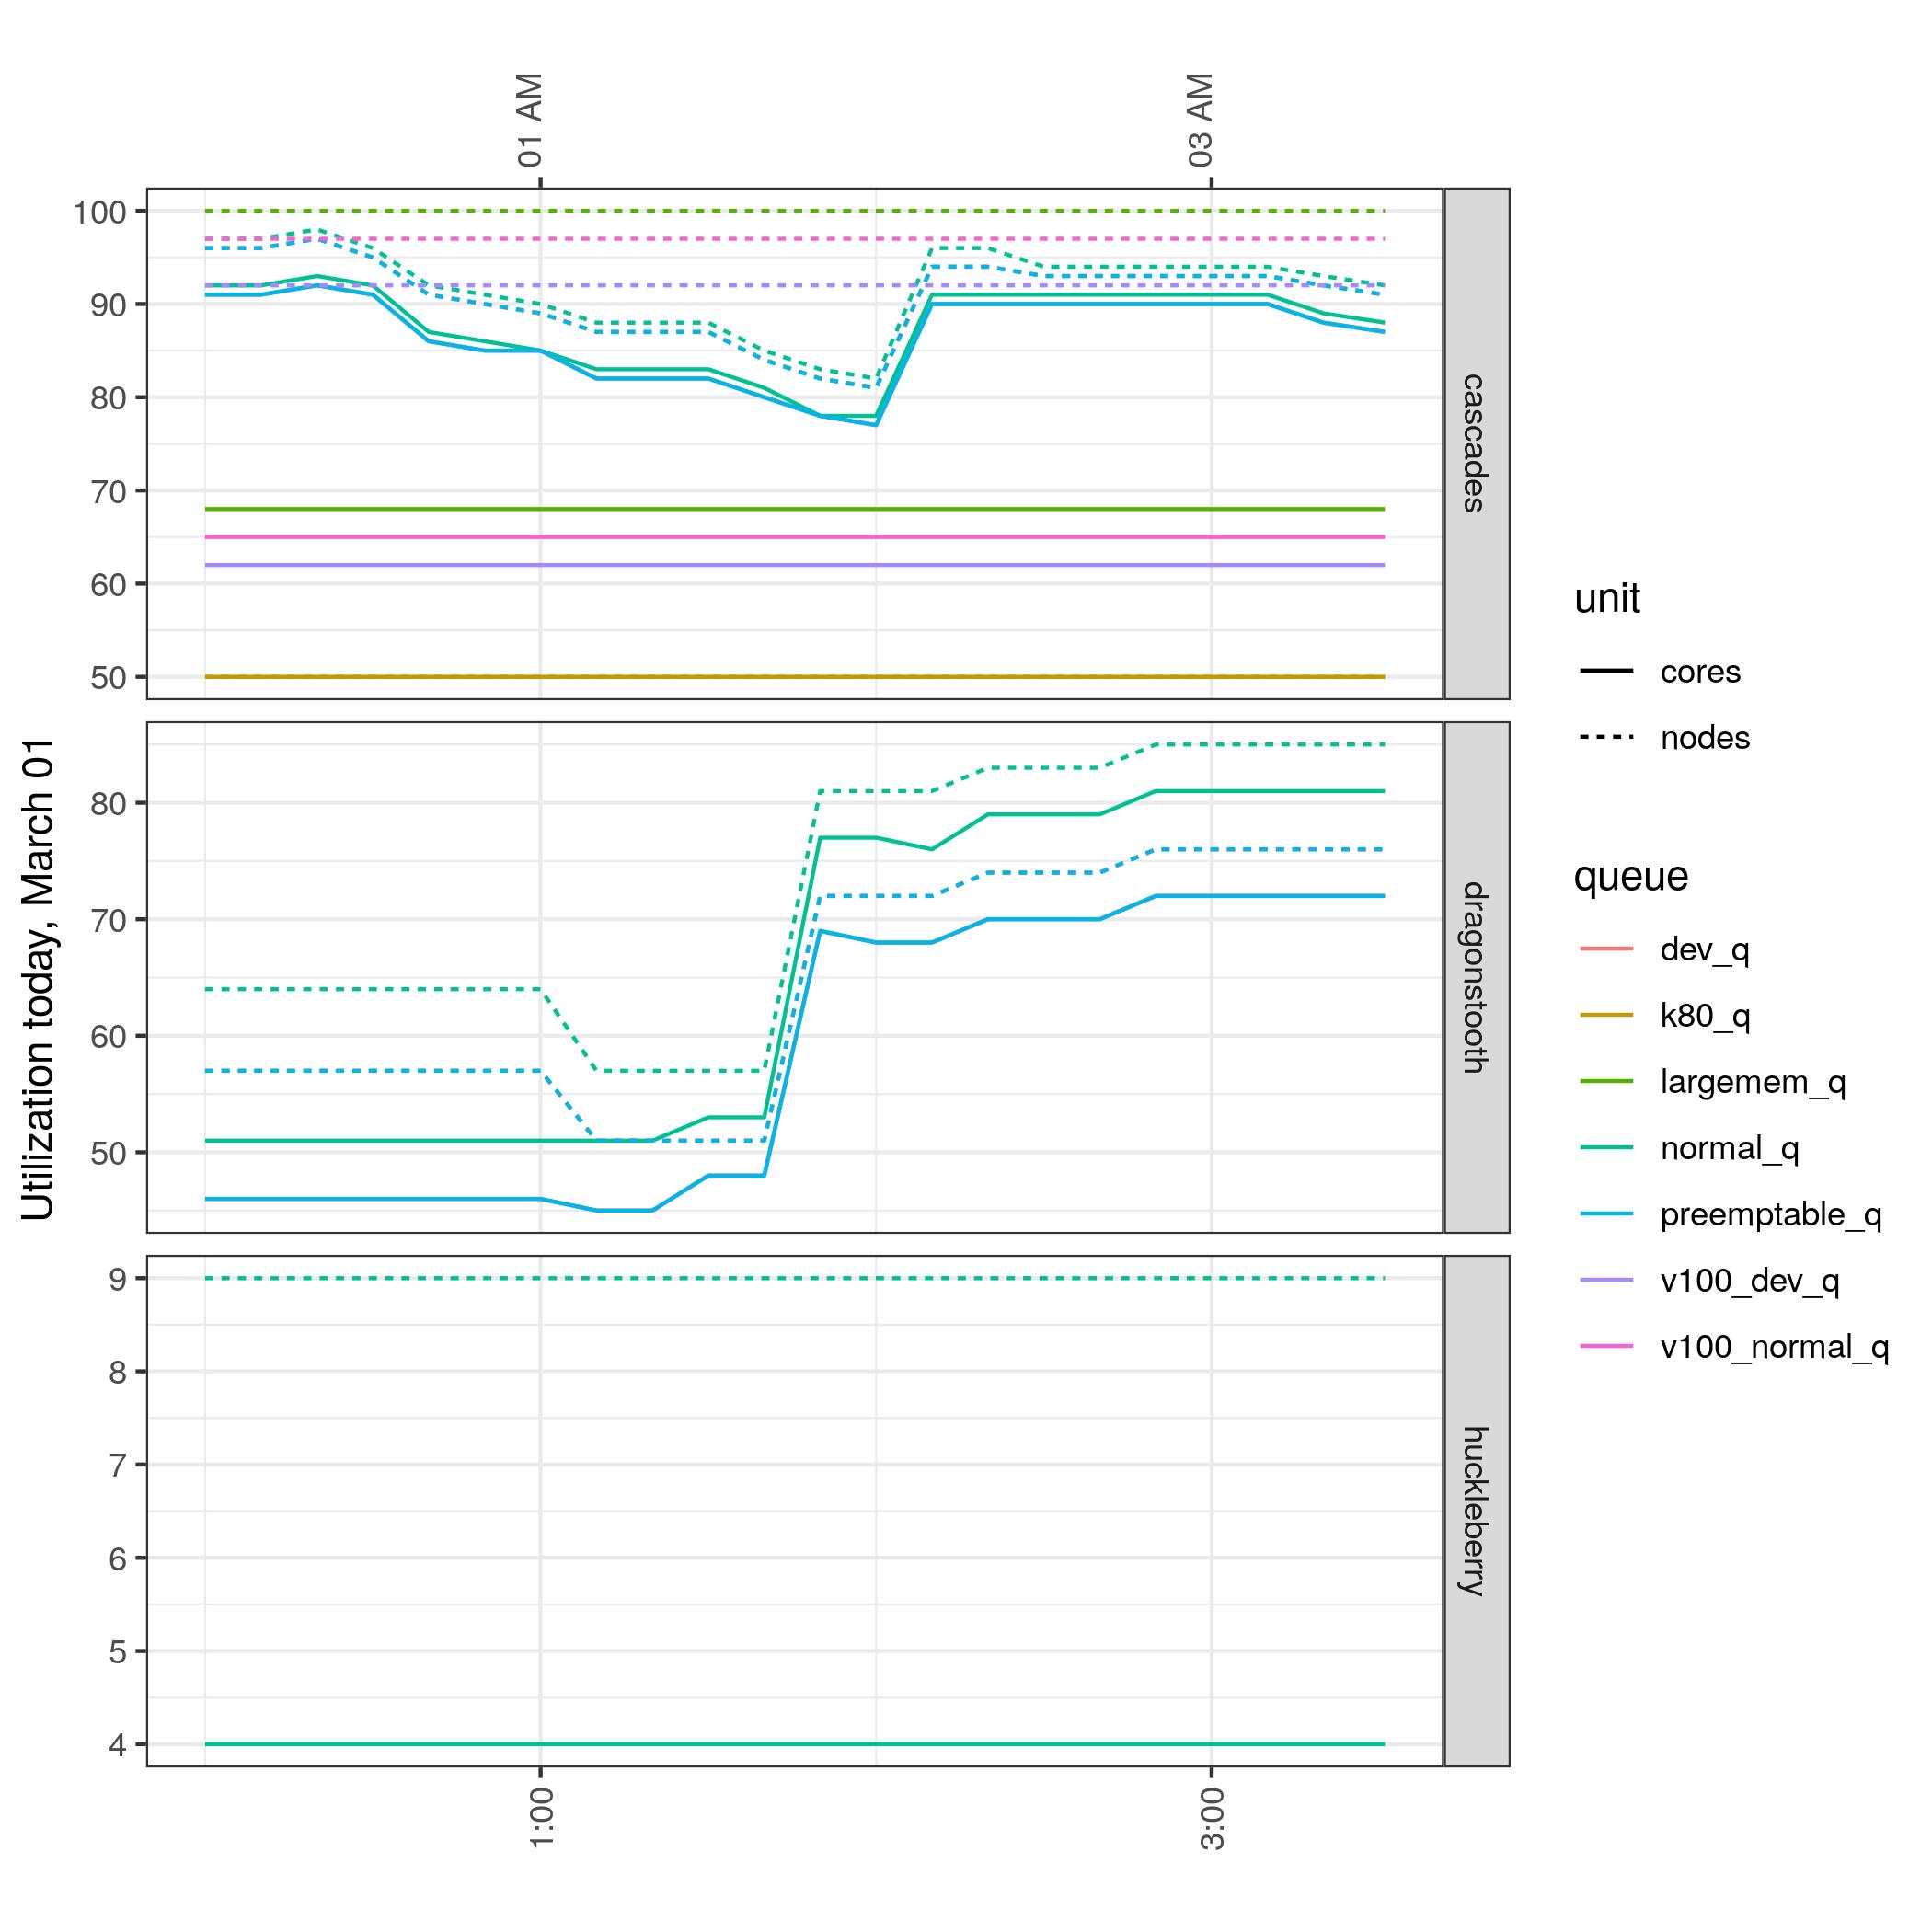 01 AM
03 AM
100
90
80
70
60
50
cascades
80
70
60
50
dragonstooth
9
8
7
6
5
4
huckleberry
1:00
3:00
Utilization today, March 01
unit
cores
nodes
queue
dev_q
k80_q
largemem_q
normal_q
preemptable_q
v100_dev_q
v100_normal_q